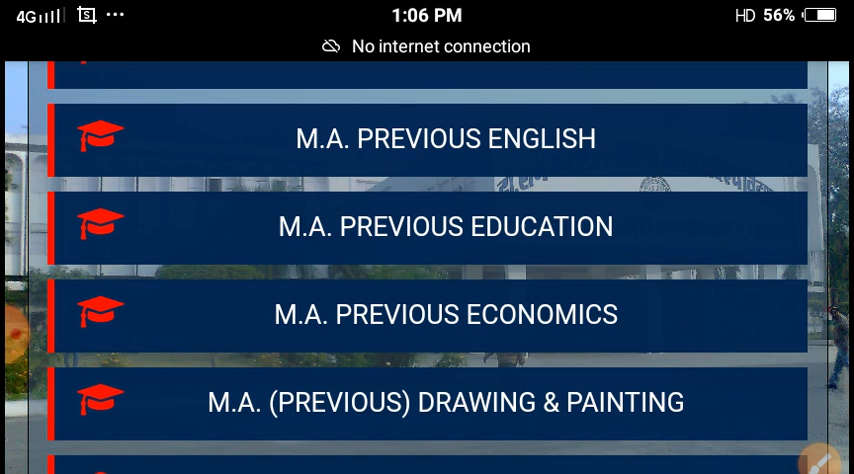 4G
1:06 PM
HD 56%
No internet connection
M.A. PREVIOUS ENGLISH
M.A. PREVIOUS EDUCATION
M.A. PREVIOUS ECONOMICS
M.A. (PREVIOUS) DRAWING & PAINTING